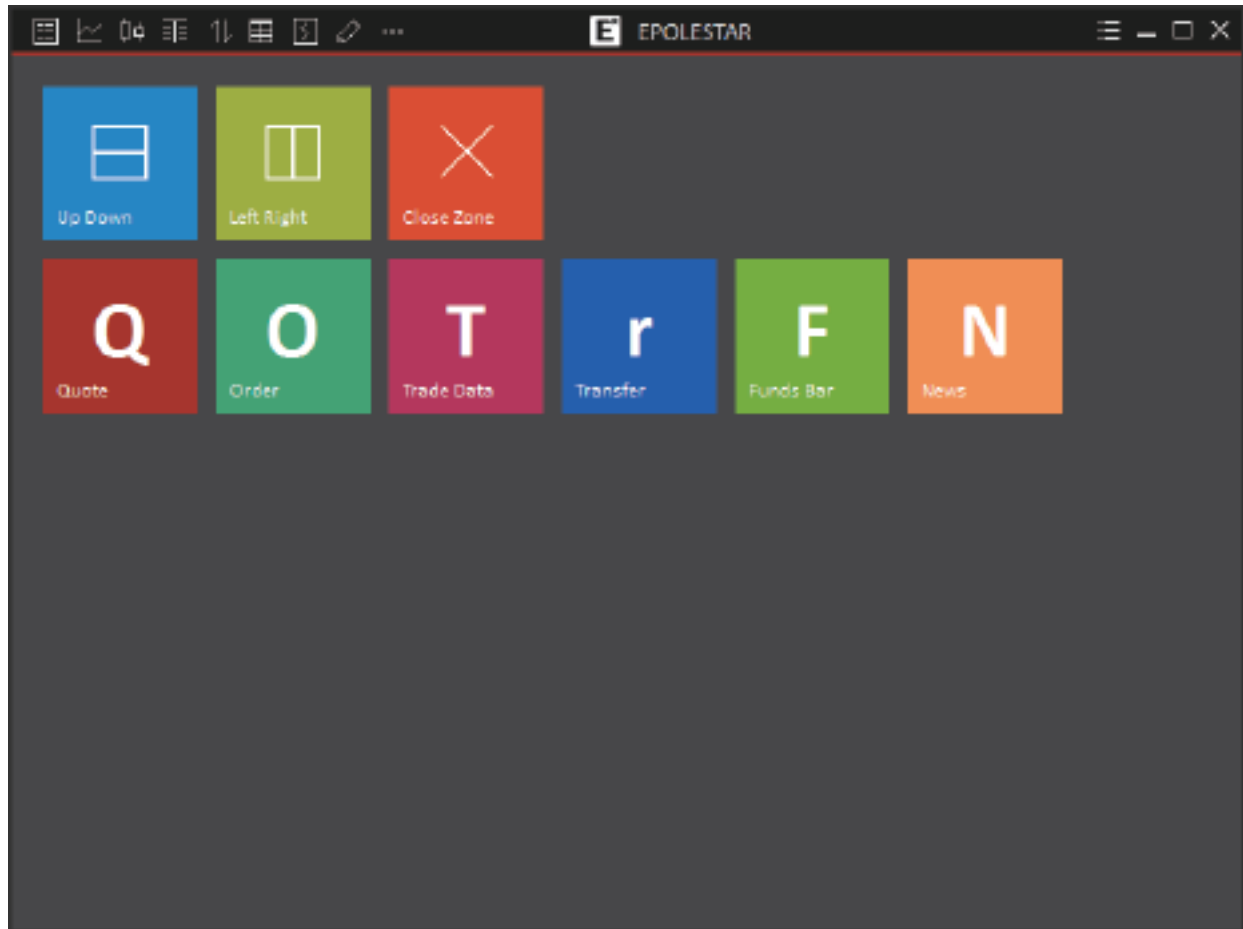 E EPOLESTAR
Up Down
Left Right
Close Zone
Q
Quote
O
Order
T
Trade Data
r
Transfer
F
Funds Bar
N
News